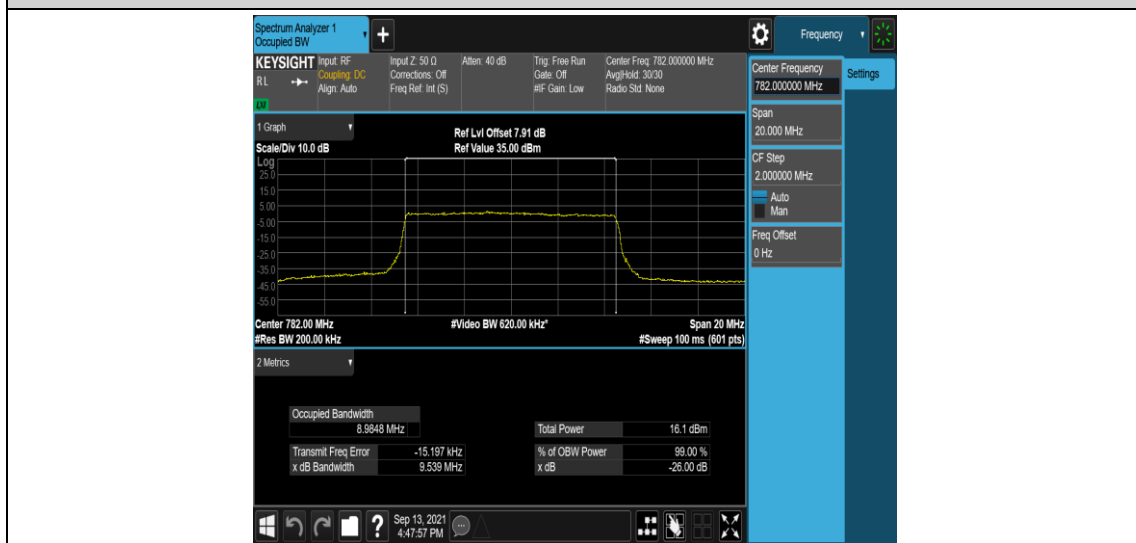 Spectrum Analyzer 1
Occupied BW
+
Frequency
KEYSIGHT
RL
LXI
Input: RF
Coupling: DC
Align: Auto
Input Z: 50 Ω
Corrections: Off
Freq Ref: Int (S)
Atten: 40 dB
Trig: Free Run
Gate: Off
#IF Gain: Low
Center Freq: 782.000000 MHz
Avg|Hold: 30/30
Radio Std: None
Center Frequency
782.000000 MHz
Settings
Span
20.000 MHz
CF Step
2.000000 MHz
Auto
Man
Freq Offset
0 Hz
1 Graph
Scale/Div 10.0 dB
Ref Lvl Offset 7.91 dB
Ref Value 35.00 dBm
Log
25.0
15.0
5.00
-5.00
-15.0
-25.0
-35.0
-45.0
-55.0
Center 782.00 MHz
#Video BW 620.00 kHz*
Span 20 MHz
#Res BW 200.00 kHz
#Sweep 100 ms (601 pts)
2 Metrics
Occupied Bandwidth
8.9848 MHz
Total Power 16.1 dBm
Transmit Freq Error -15.197 kHz
% of OBW Power 99.00 %
x dB Bandwidth 9.539 MHz
x dB -26.00 dB
?
Sep 13, 2021
4:47:57 PM